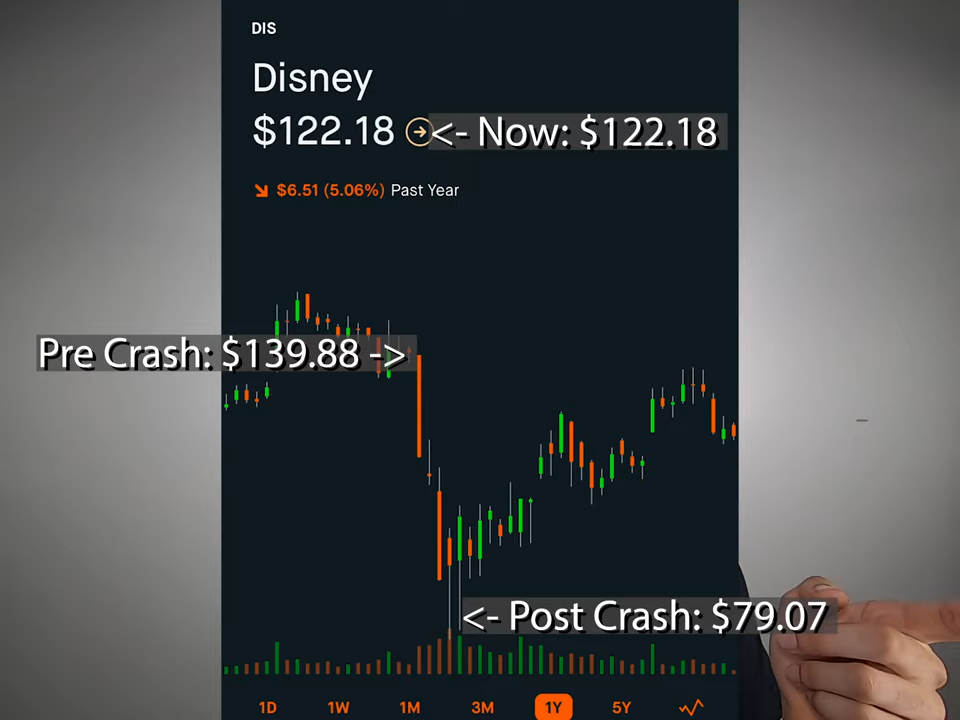 DIS
Disney
$122.18 <- Now: $122.18
$6.51 (5.06%) Past Year
Pre Crash: $139.88 ->
<- Post Crash: $79.07
1D 1W 1M 3M 1Y 5Y